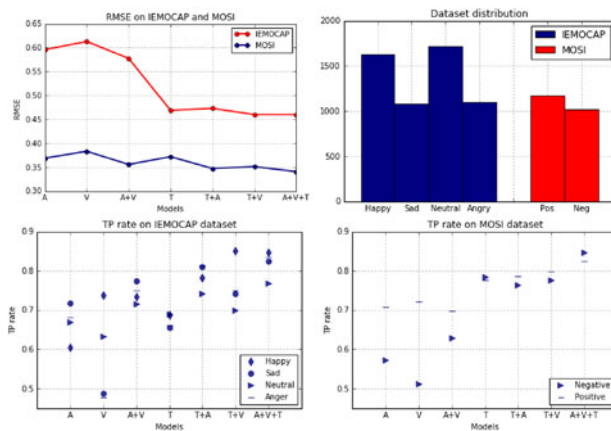 RMSE on IEMOCAP and MOSI
0.65
0.60
0.55
0.50
0.45
0.40
0.35
0.30
RMSE
IEMOCAP
MOSI
A V A+V T T+A T+V A+V+T
Models
Dataset distribution
2000
1500
1000
500
0
IEMOCAP
MOSI
Happy Sad Neutral Angry Pos Neg
TP rate on IEMOCAP dataset
0.9
0.8
0.7
0.6
0.5
TP rate
Happy
Sad
Neutral
Anger
A V A+V T T+A T+V A+V+T
Models
TP rate on MOSI dataset
0.9
0.8
0.7
0.6
0.5
TP rate
Negative
Positive
A V A+V T T+A T+V A+V+T
Models